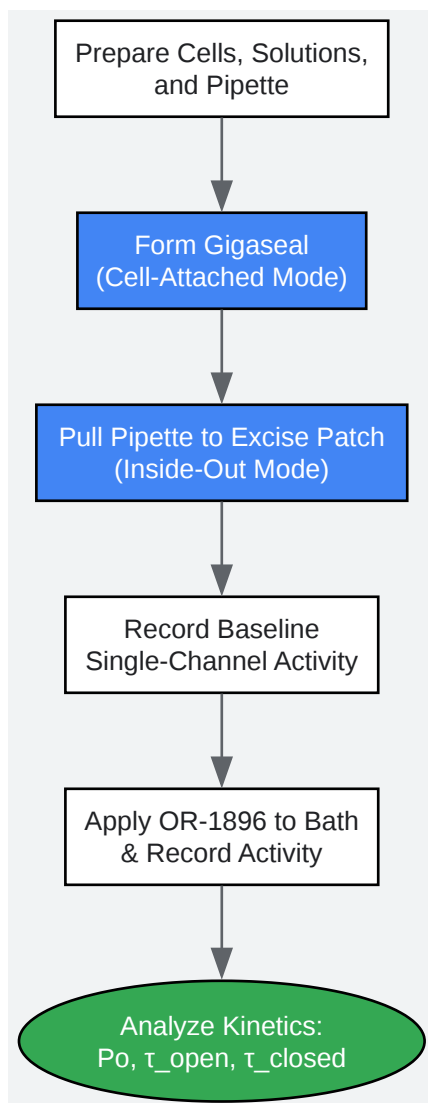 Prepare Cells, Solutions,
and Pipette
Form Gigaseal
(Cell-Attached Mode)
Pull Pipette to Excise Patch
(Inside-Out Mode)
Record Baseline
Single-Channel Activity
Apply OR-1896 to Bath
& Record Activity
Analyze Kinetics:
Po, τ_open, τ_closed